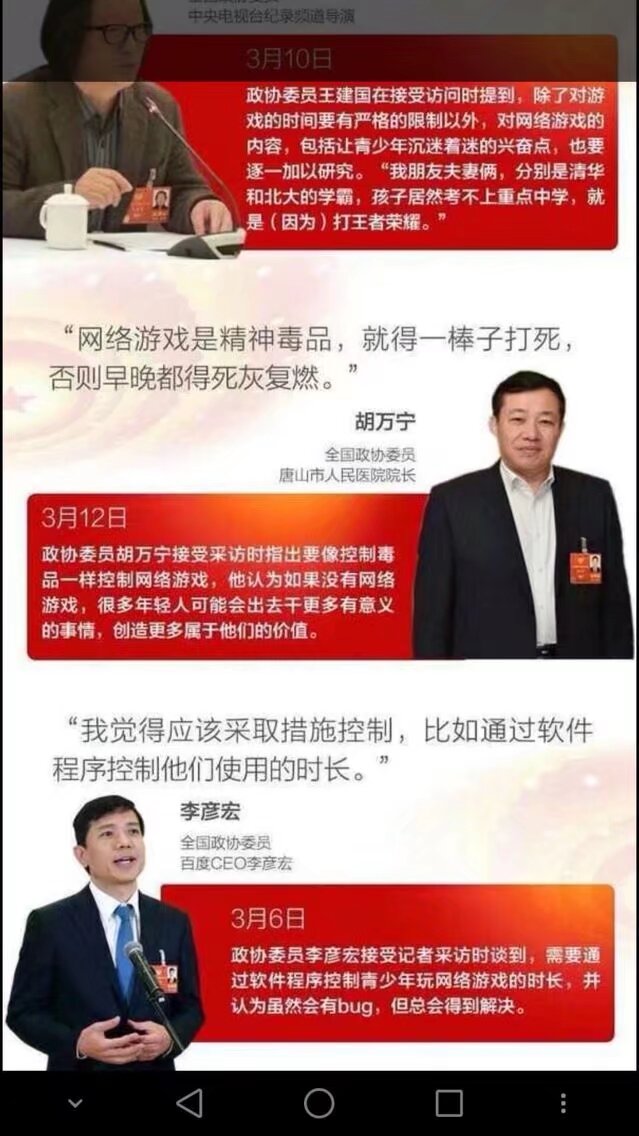 中央电视台纪录频道导演
3月10日
政协委员王建国在接受访问时提到，除了对游
戏的时间要有严格的限制以外，对网络游戏的
内容，包括让青少年沉迷着迷的兴奋点，也要
逐一加以研究。“我朋友夫妻俩，分别是清华
和北大的学霸，孩子居然考不上重点中学，就
是（因为）打王者荣耀。”
“网络游戏是精神毒品，就得一棒子打死，
否则早晚都得死灰复燃。”
胡万宁
全国政协委员
唐山市人民医院院长
3月12日
政协委员胡万宁接受采访时指出要像控制毒
品一样控制网络游戏，他认为如果没有网络
游戏，很多年轻人可能会出去干更多有意义
的事情，创造更多属于他们的价值。
“我觉得应该采取措施控制，比如通过软件
程序控制他们使用的时长。”
李彦宏
全国政协委员
百度CEO李彦宏
3月6日
政协委员李彦宏接受记者采访时谈到，需要通
过软件程序控制青少年玩网络游戏的时长，并
认为虽然会有bug，但总会得到解决。